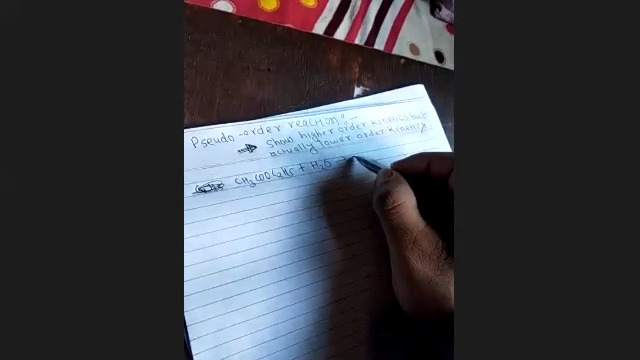 Pseudo-order reaction:-
⇒ Show higher order kinetics but
actually lower order kinetics
CH3COOC2H5 + H2O →